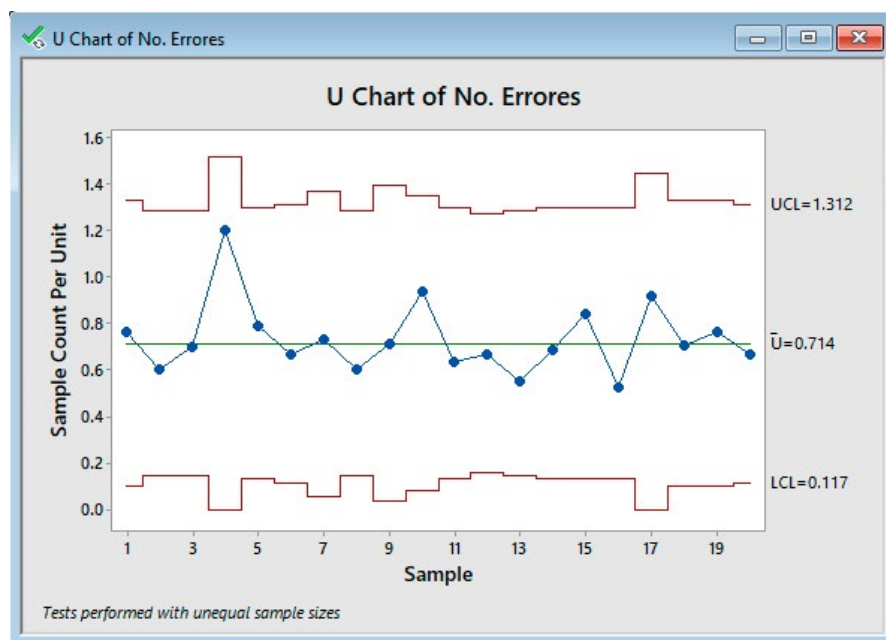 U Chart of No. Errores
U Chart of No. Errores
1.6
1.4
1.2
1.0
0.8
0.6
0.4
0.2
0.0
Sample Count Per Unit
UCL=1.312
U̅=0.714
LCL=0.117
1 3 5 7 9 11 13 15 17 19
Sample
Tests performed with unequal sample sizes